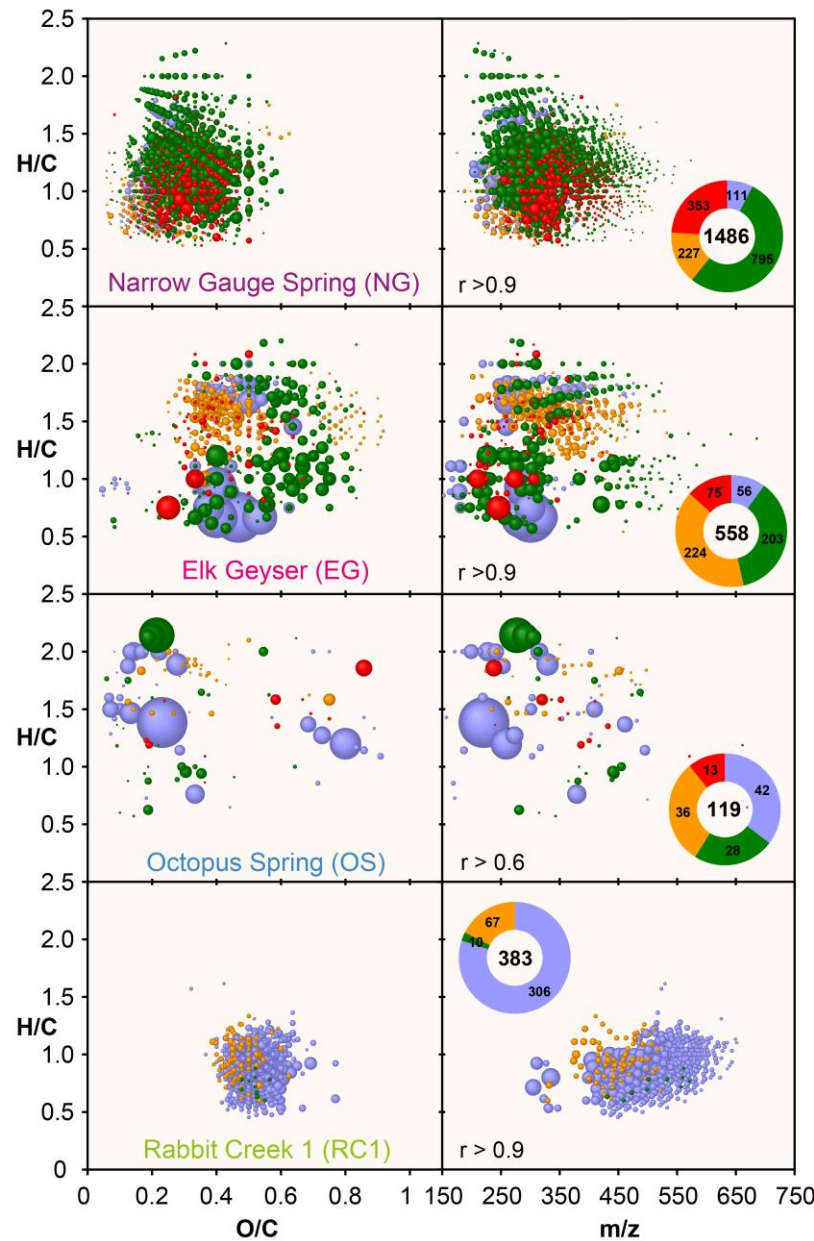 2.5
2.0
1.5
H/C
1.0
0.5
Narrow Gauge Spring (NG)
r >0.9
353
111
1486
227
795
2.5
2.0
1.5
H/C
1.0
0.5
Elk Geyser (EG)
r >0.9
75
56
558
224
203
2.5
2.0
1.5
H/C
1.0
0.5
Octopus Spring (OS)
r > 0.6
13
42
119
36
28
2.5
2.0
1.5
H/C
1.0
0.5
0
Rabbit Creek 1 (RC1)
r > 0.9
67
10
383
306
0 0.2 0.4 0.6 0.8 1 150 250 350 450 550 650 750
O/C m/z